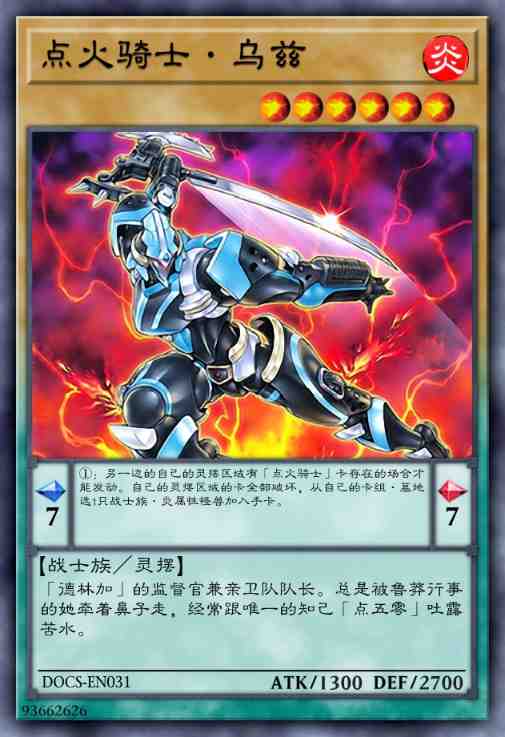 点火骑士·乌兹
炎
①：另一边的自己的灵摆区域有「点火骑士」卡存在的场合才
能发动。自己的灵摆区域的卡全部破坏，从自己的卡组·墓地
选1只战士族·炎属性怪兽加入手卡。
7
7
【战士族／灵摆】
「德林加」的监督官兼亲卫队队长。总是被鲁莽行事
的她牵着鼻子走，经常跟唯一的知己「点五零」吐露
苦水。
DOCS-EN031
ATK/1300 DEF/2700
93662626